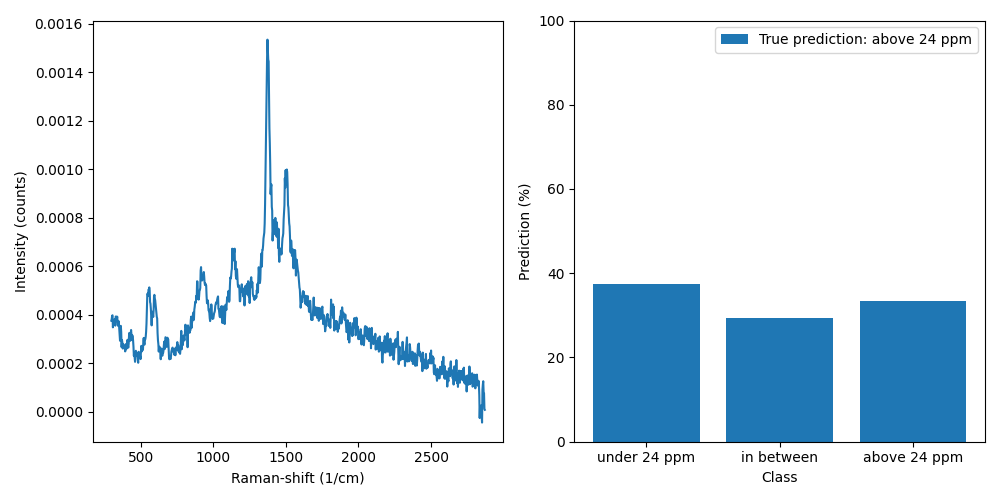 0.0016
0.0014
0.0012
0.0010
0.0008
0.0006
0.0004
0.0002
0.0000
Intensity (counts)
500
1000
1500
2000
2500
Raman-shift (1/cm)
100
80
60
40
20
0
Prediction (%)
True prediction: above 24 ppm
under 24 ppm
in between
above 24 ppm
Class